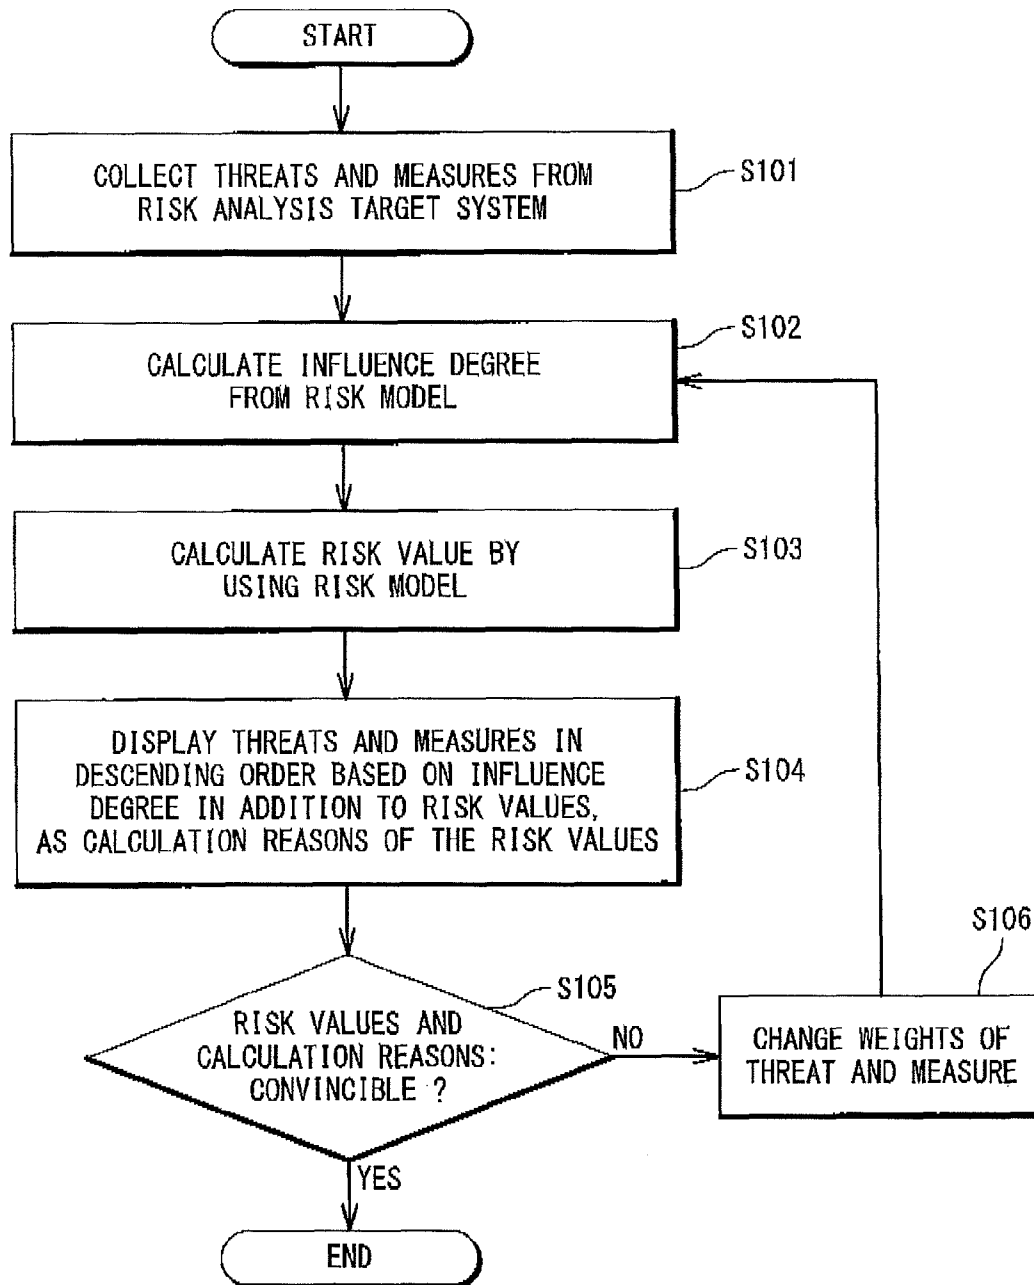 START
COLLECT THREATS AND MEASURES FROM
RISK ANALYSIS TARGET SYSTEM
S101
CALCULATE INFLUENCE DEGREE
FROM RISK MODEL
S102
CALCULATE RISK VALUE BY
USING RISK MODEL
S103
DISPLAY THREATS AND MEASURES IN
DESCENDING ORDER BASED ON INFLUENCE
DEGREE IN ADDITION TO RISK VALUES,
AS CALCULATION REASONS OF THE RISK VALUES
S104
RISK VALUES AND
CALCULATION REASONS:
CONVINCIBLE ?
S105
NO
CHANGE WEIGHTS OF
THREAT AND MEASURE
S106
YES
END